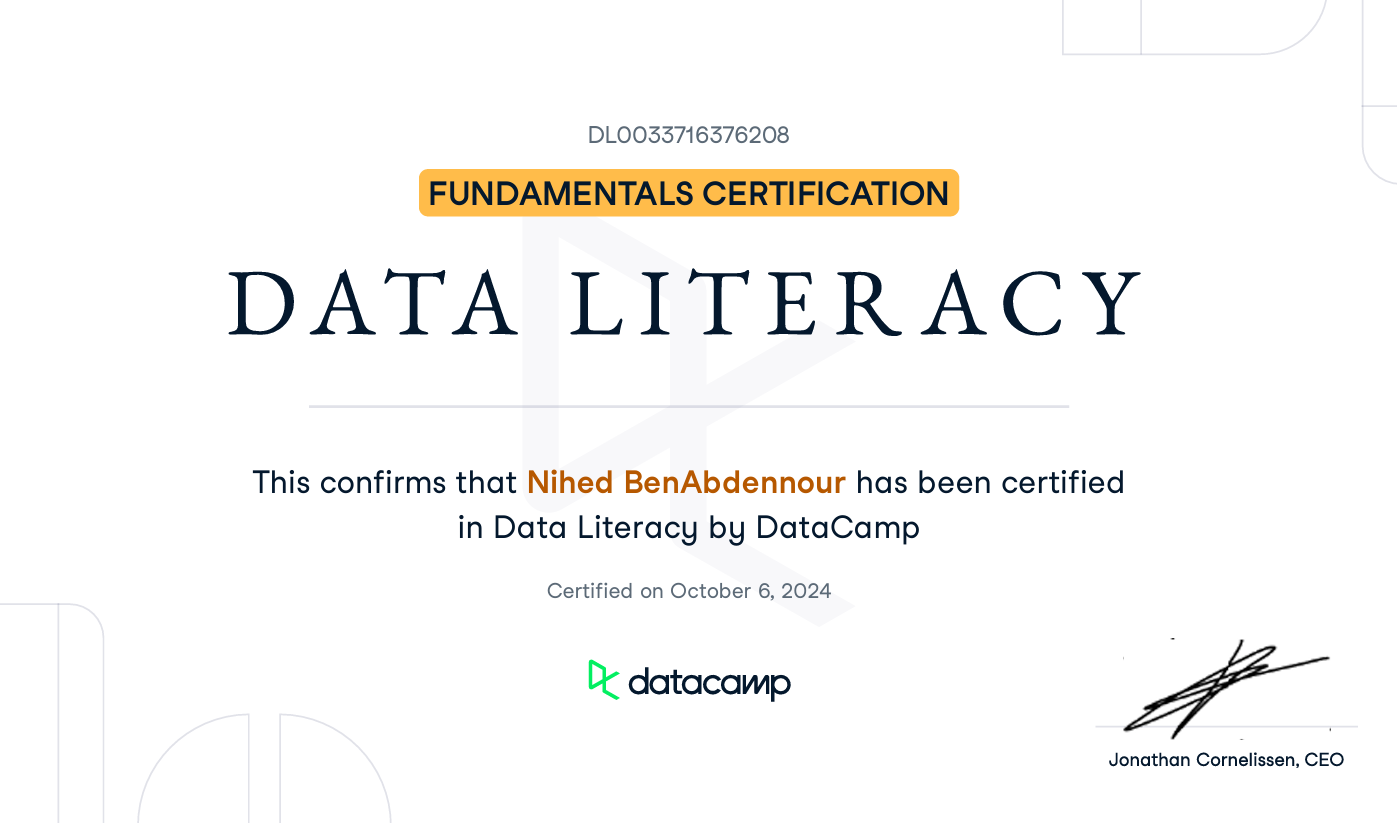 DL0033716376208
FUNDAMENTALS CERTIFICATION
DATA LITERACY
This confirms that Nihed BenAbdennour has been certified
in Data Literacy by DataCamp
Certified on October 6, 2024
datacamp
Jonathan Cornelissen, CEO